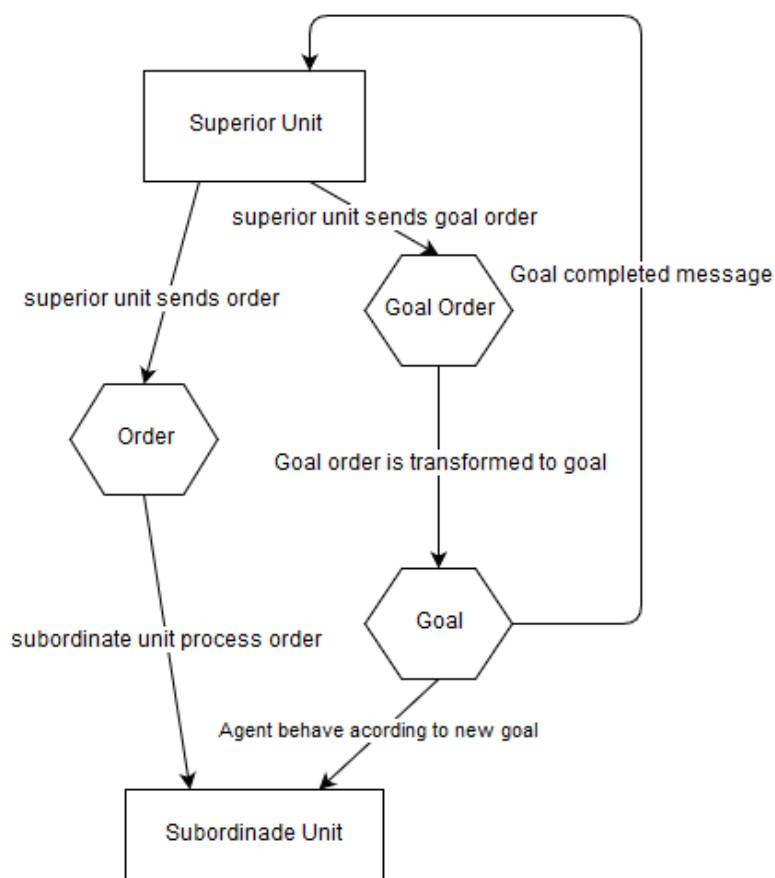 Superior Unit
superior unit sends goal order
Goal completed message
superior unit sends order
Goal Order
Order
Goal order is transformed to goal
Goal
subordinate unit process order
Agent behave acording to new goal
Subordinade Unit